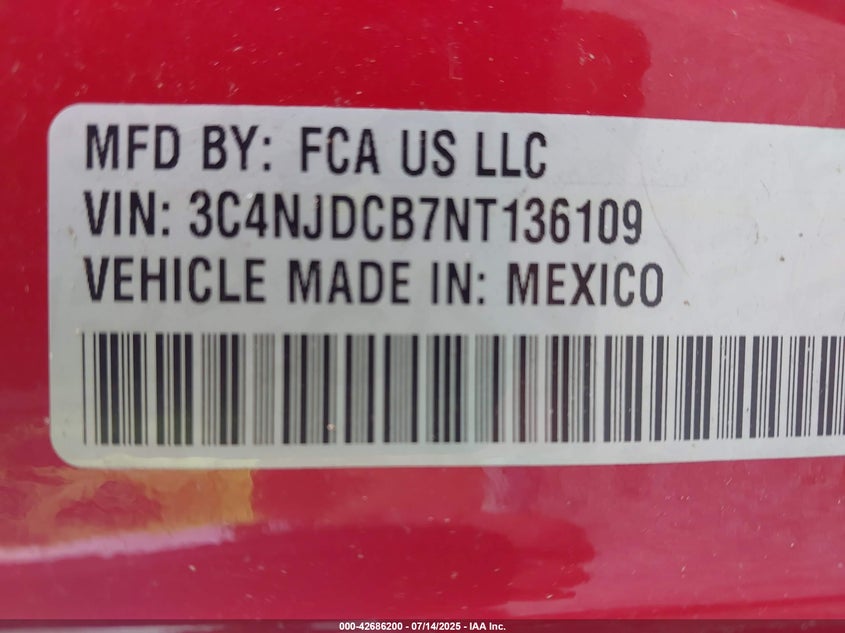 MFD BY: FCA US LLC
VIN: 3C4NJDCB7NT136109
VEHICLE MADE IN: MEXICO
000-42686200 - 07/14/2025 - IAA Inc.